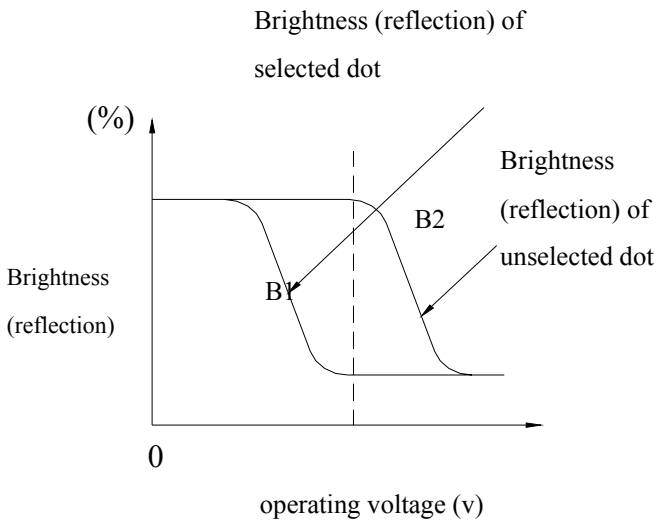 Brightness (reflection) of
selected dot
(%)
Brightness
(reflection) of
unselected dot
B2
B1
Brightness
(reflection)
0
operating voltage (v)